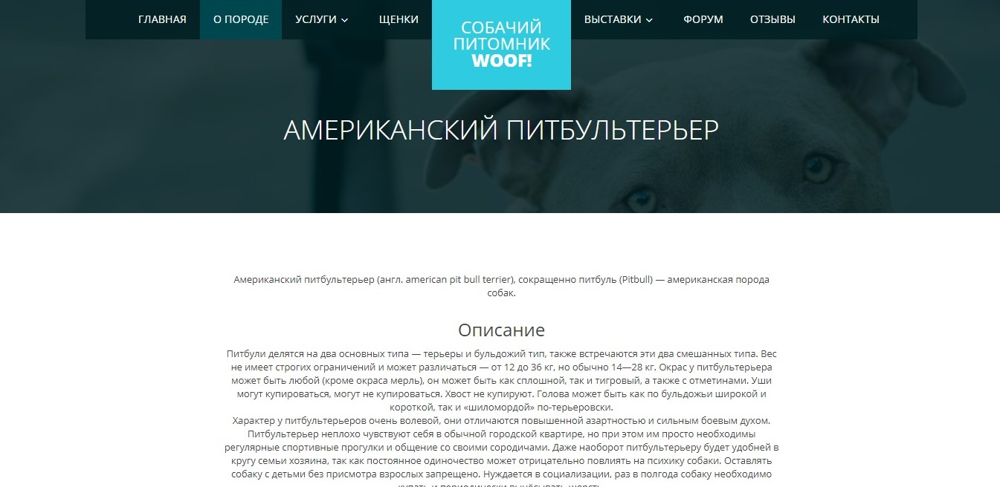 ГЛАВНАЯ О ПОРОДЕ УСЛУГИ ЩЕНКИ
СОБАЧИЙ
ПИТОМНИК
WOOF!
ВЫСТАВКИ ФОРУМ ОТЗЫВЫ КОНТАКТЫ
АМЕРИКАНСКИЙ ПИТБУЛЬТЕРЬЕР
Американский питбультерьер (англ. american pit bull terrier), сокращенно питбуль (Pitbull) — американская порода
собак.
Описание
Питбули делятся на два основных типа — терьеры и бульдожий тип, также встречаются эти два смешанных типа. Вес
не имеет строгих ограничений и может различаться — от 12 до 36 кг, но обычно 14—28 кг. Окрас у питбультерьера
может быть любой (кроме окраса мерль), он может быть как сплошной, так и тигровый, а также с отметинами. Уши
могут купироваться, могут не купироваться. Хвост не купируют. Голова может быть как по бульдожьи широкой и
короткой, так и «шиломордой» по-терьеровски.
Характер у питбультерьеров очень волевой, они отличаются повышенной азартностью и сильным боевым духом.
Питбультерьер неплохо чувствуют себя в обычной городской квартире, но при этом им просто необходимы
регулярные спортивные прогулки и общение со своими сородичами. Даже наоборот питбультерьеру будет удобней в
кругу семьи хозяина, так как постоянное одиночество может отрицательно повлиять на психику собаки. Оставлять
собаку с детьми без присмотра взрослых запрещено. Нуждается в социализации, раз в полгода собаку необходимо
купать и периодически вычёсывать шерсть.